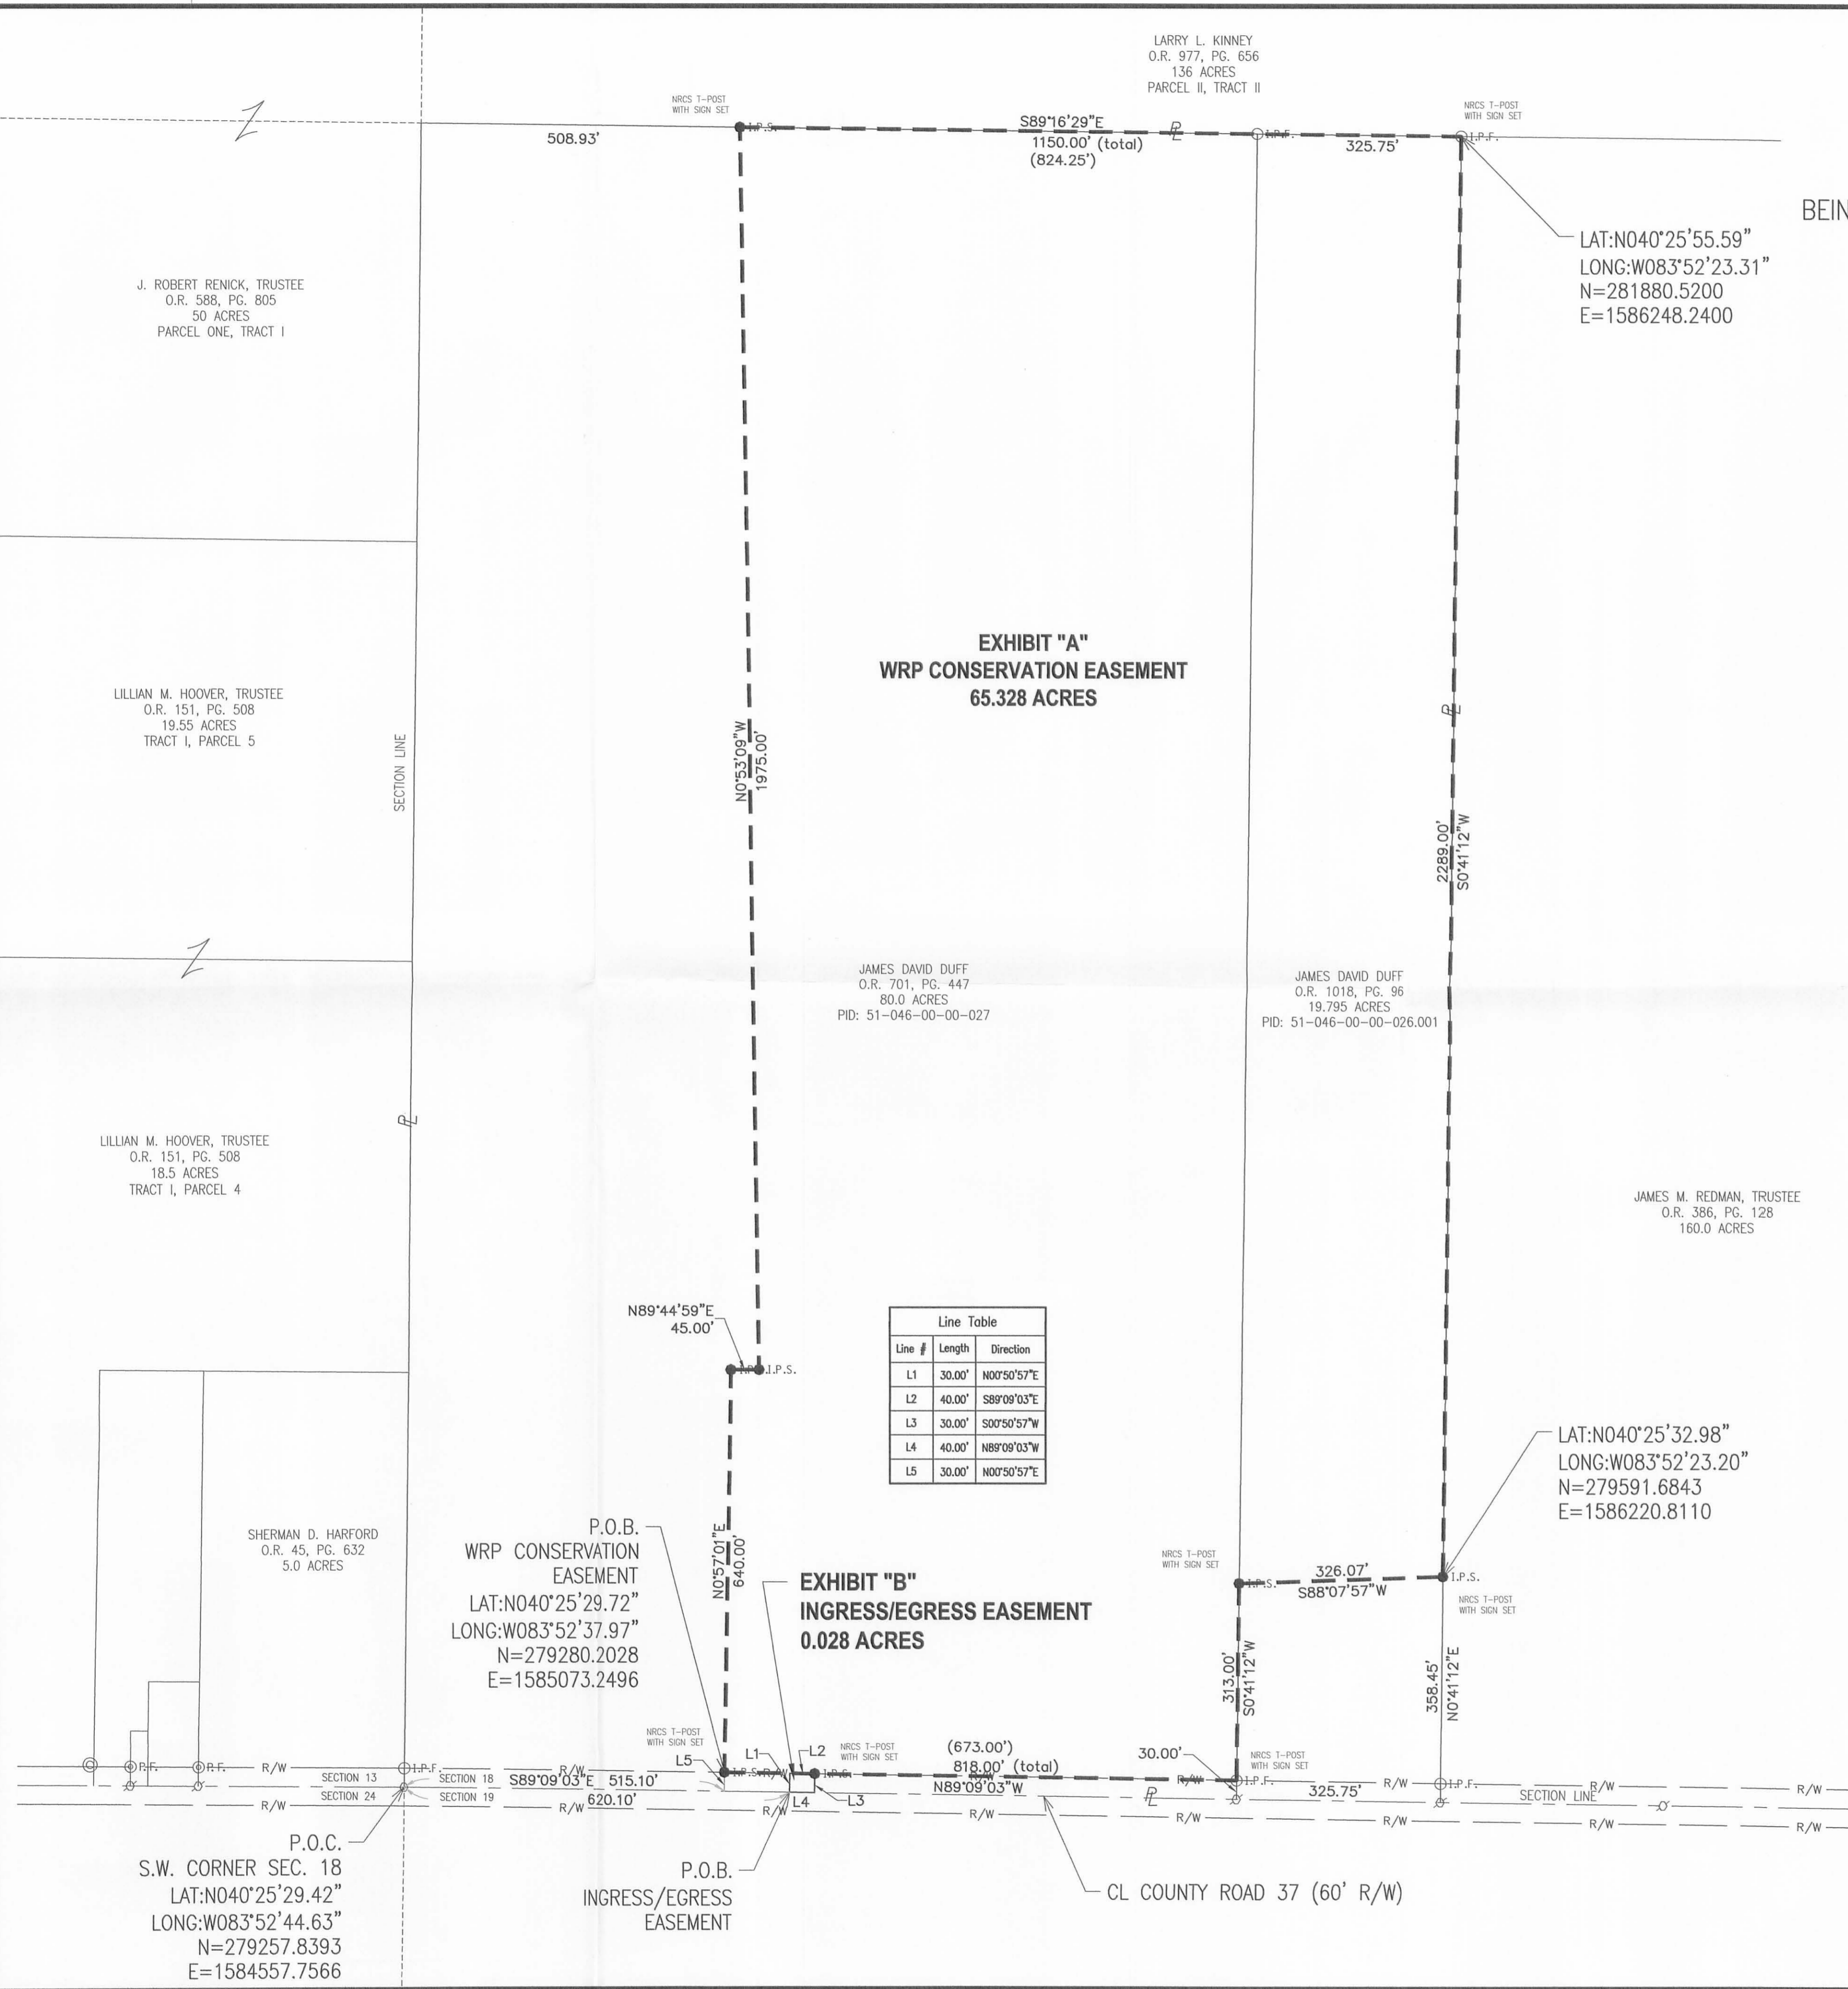 LARRY L. KINNEY
O.R. 977, PG. 656
136 ACRES
PARCEL II, TRACT II
NRCS T-POST
WITH SIGN SET
NRCS T-POST
WITH SIGN SET
508.93'
I.P.S.
S89°16'29"E
1150.00' (total)
(824.25')
PL
I.P.F.
325.75'
I.P.F.
BEIN
LAT:N040°25'55.59"
LONG:W083°52'23.31"
N=281880.5200
E=1586248.2400
J. ROBERT RENICK, TRUSTEE
O.R. 588, PG. 805
50 ACRES
PARCEL ONE, TRACT I
EXHIBIT "A"
WRP CONSERVATION EASEMENT
65.328 ACRES
LILLIAN M. HOOVER, TRUSTEE
O.R. 151, PG. 508
19.55 ACRES
TRACT I, PARCEL 5
SECTION LINE
N0°53'09"W
1975.00'
PL
2289.00'
S0°41'12"W
JAMES DAVID DUFF
O.R. 701, PG. 447
80.0 ACRES
PID: 51-046-00-00-027
JAMES DAVID DUFF
O.R. 1018, PG. 96
19.795 ACRES
PID: 51-046-00-00-026.001
PL
LILLIAN M. HOOVER, TRUSTEE
O.R. 151, PG. 508
18.5 ACRES
TRACT I, PARCEL 4
JAMES M. REDMAN, TRUSTEE
O.R. 386, PG. 128
160.0 ACRES
N89°44'59"E
45.00'
I.P.S.
I.P.S.
Line Table
Line # Length Direction
L1 30.00' N00°50'57"E
L2 40.00' S89°09'03"E
L3 30.00' S00°50'57"W
L4 40.00' N89°09'03"W
L5 30.00' N00°50'57"E
LAT:N040°25'32.98"
LONG:W083°52'23.20"
N=279591.6843
E=1586220.8110
SHERMAN D. HARFORD
O.R. 45, PG. 632
5.0 ACRES
P.O.B.
WRP CONSERVATION
EASEMENT
LAT:N040°25'29.72"
LONG:W083°52'37.97"
N=279280.2028
E=1585073.2496
N0°57'01"E
640.00'
EXHIBIT "B"
INGRESS/EGRESS EASEMENT
0.028 ACRES
NRCS T-POST
WITH SIGN SET
I.P.S.
326.07'
S88°07'57"W
I.P.S.
NRCS T-POST
WITH SIGN SET
313.00'
S0°41'12"W
358.45'
N0°41'12"E
NRCS T-POST
WITH SIGN SET
L5
L1
L2
NRCS T-POST
WITH SIGN SET
(673.00')
818.00' (total)
N89°09'03"W
30.00'
NRCS T-POST
WITH SIGN SET
P.F.
P.F.
R/W
I.P.F.
R/W
I.P.S.
R/W
I.P.S.
R/W
R/W
I.P.F.
I.P.F.
R/W
R/W
R/W
SECTION 13
SECTION 18
S89°09'03"E 515.10'
SECTION 24
SECTION 19
620.10'
L4
L3
PL
325.75'
SECTION LINE
R/W
R/W
R/W
R/W
R/W
R/W
R/W
R/W
P.O.C.
S.W. CORNER SEC. 18
LAT:N040°25'29.42"
LONG:W083°52'44.63"
N=279257.8393
E=1584557.7566
P.O.B.
INGRESS/EGRESS
EASEMENT
CL COUNTY ROAD 37 (60' R/W)